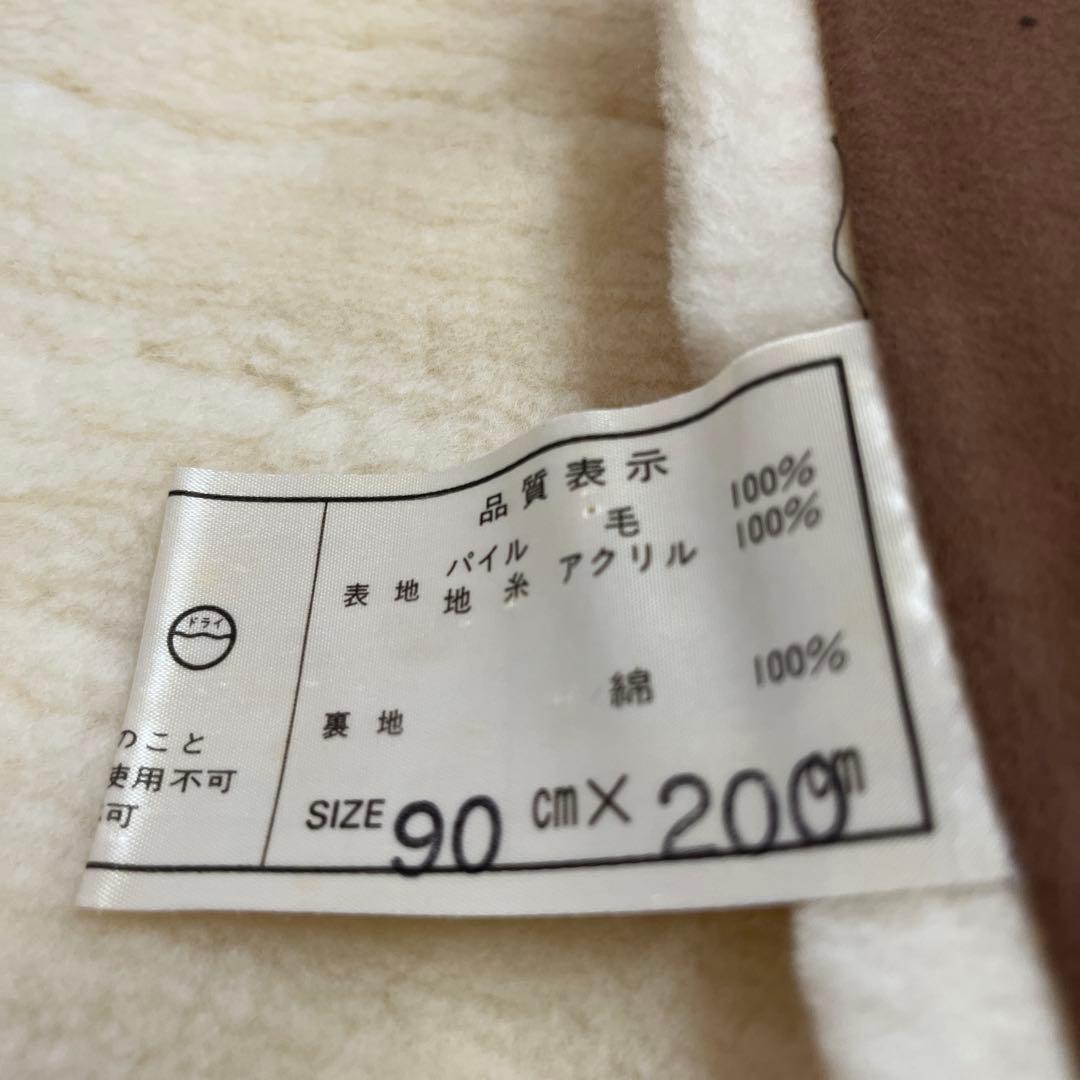 ドライ
のこと
使用不可
可
品質表示
表地 パイル 毛 100%
地糸 アクリル 100%
裏地 綿 100%
SIZE 90 cm × 200 cm